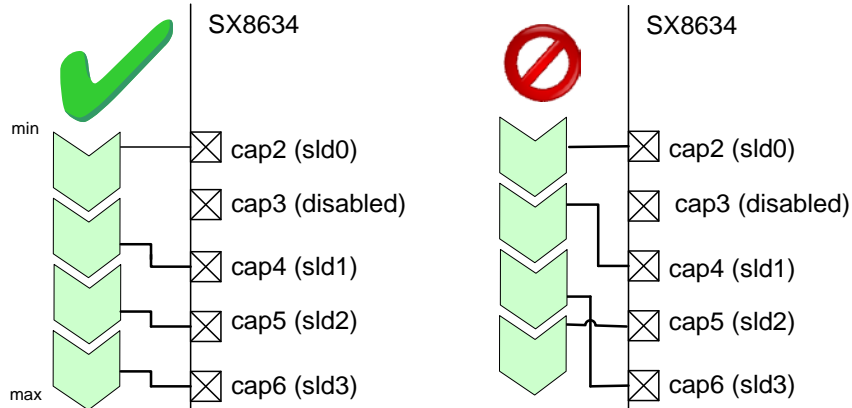 SX8634
min
cap2 (sld0)
cap3 (disabled)
cap4 (sld1)
cap5 (sld2)
cap6 (sld3)
max
SX8634
cap2 (sld0)
cap3 (disabled)
cap4 (sld1)
cap5 (sld2)
cap6 (sld3)